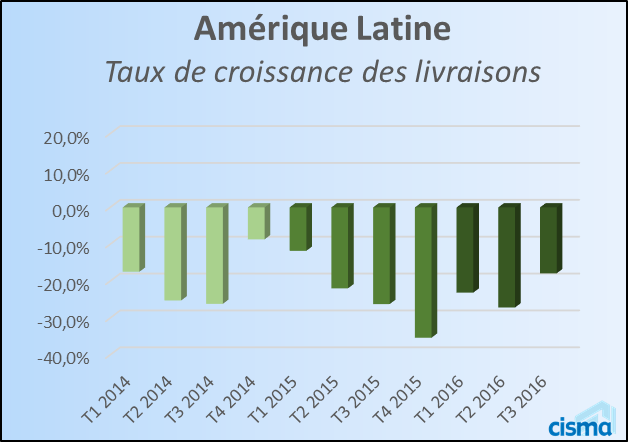 Amérique Latine
Taux de croissance des livraisons
20,0%
10,0%
0,0%
-10,0%
-20,0%
-30,0%
-40,0%
T1 2014
T2 2014
T3 2014
T4 2014
T1 2015
T2 2015
T3 2015
T4 2015
T1 2016
T2 2016
T3 2016
cisma